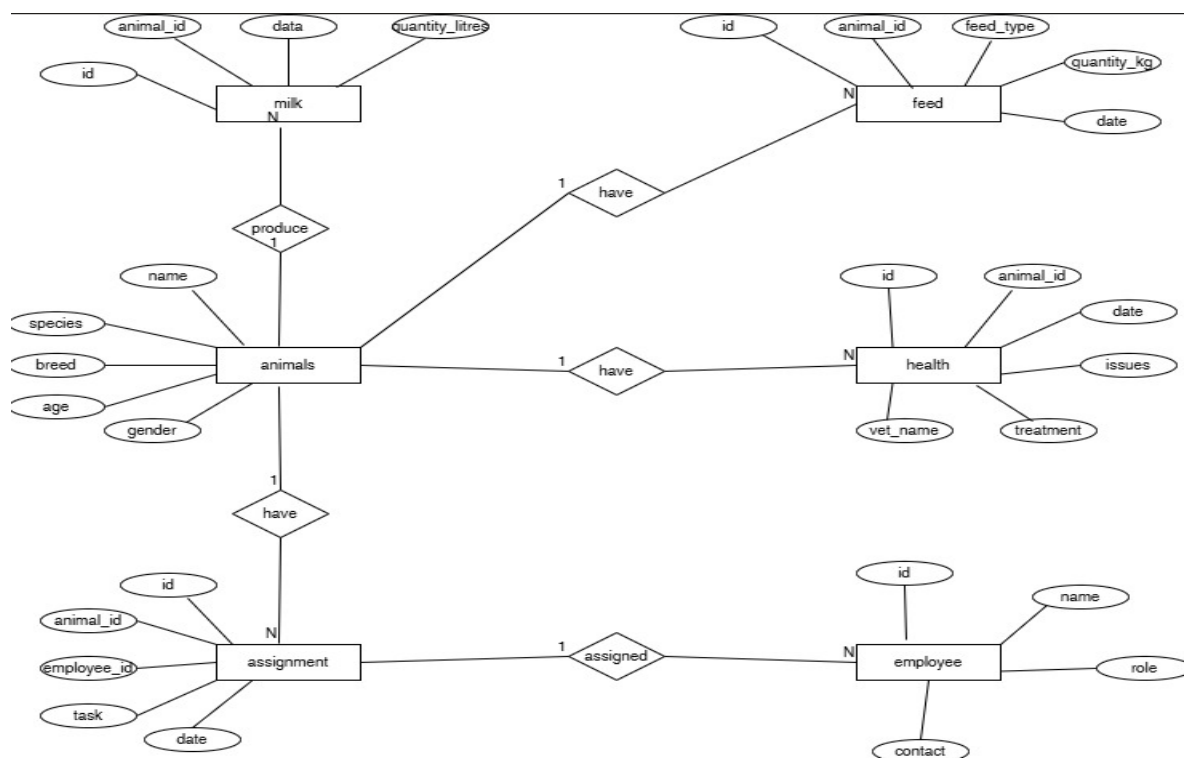 animal_id
data
quantity_litres
id
milk
N
id
animal_id
feed_type
quantity_kg
N
feed
date
1
have
produce
1
name
species
breed
age
gender
animals
1
have
N
id
animal_id
date
health
issues
vet_name
treatment
1
have
N
id
animal_id
employee_id
task
date
assignment
1
assigned
N
id
name
employee
role
contact